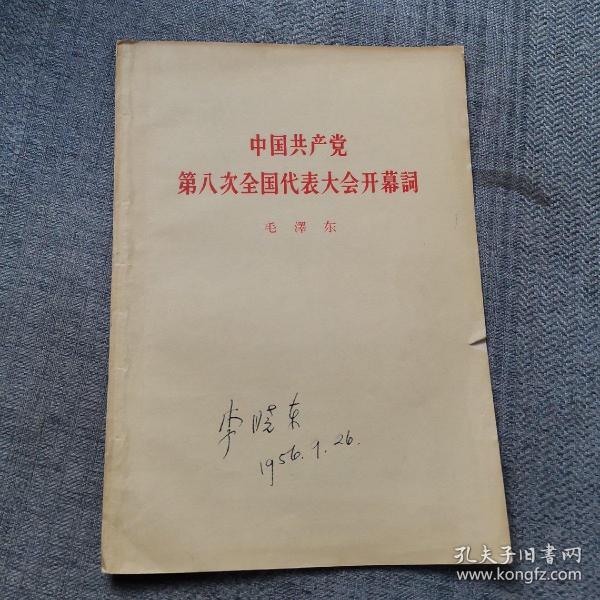 中国共产党
第八次全国代表大会开幕詞
毛澤东
李晓东
1956.9.26.
孔夫子旧书网
www.kongfz.com